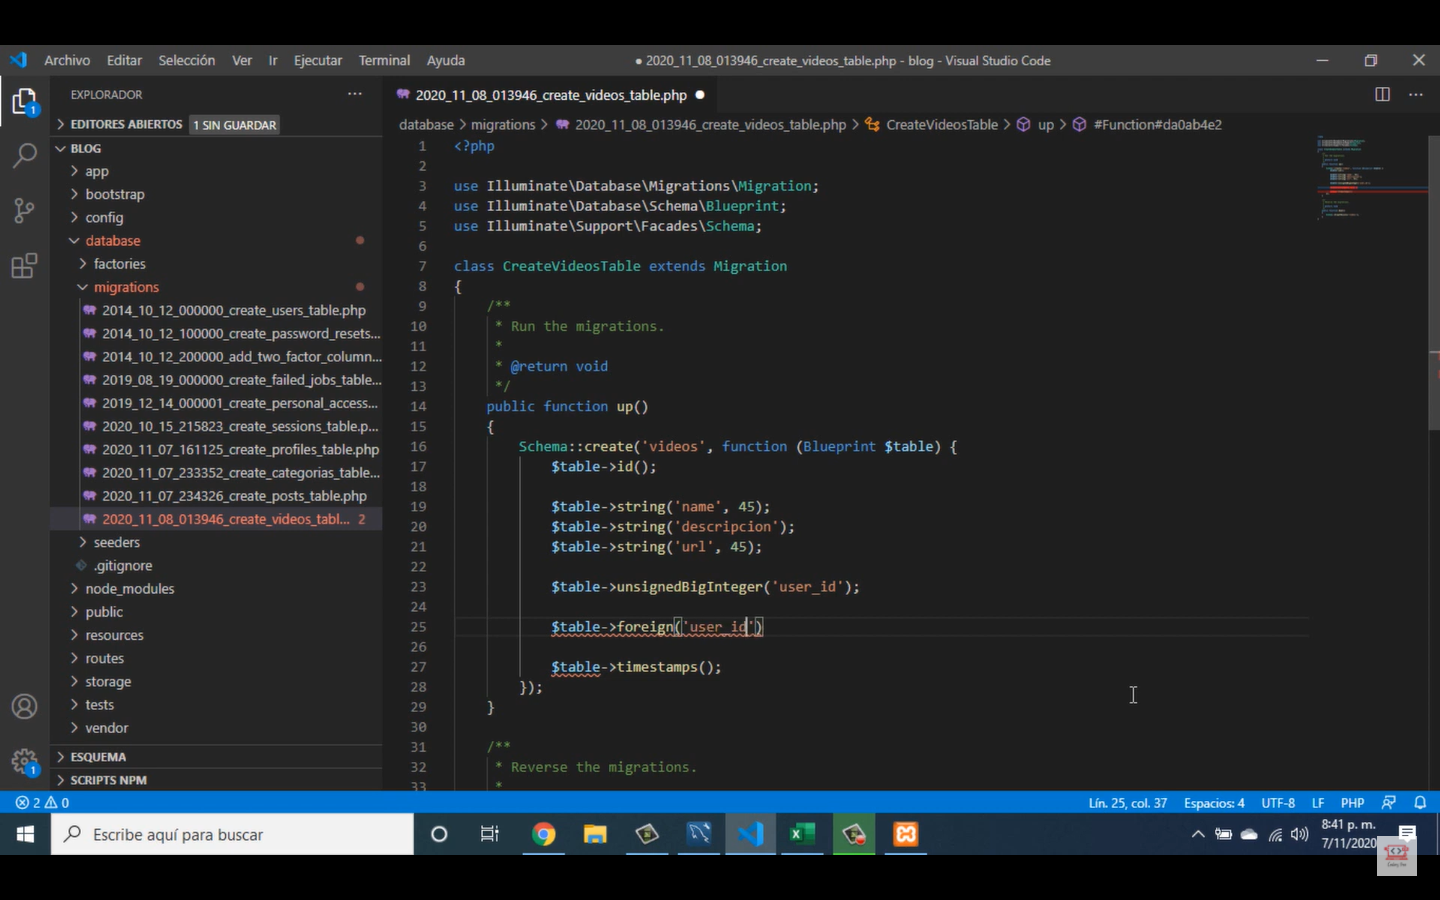 Archivo Editar Selección Ver Ir Ejecutar Terminal Ayuda
● 2020_11_08_013946_create_videos_table.php - blog - Visual Studio Code
EXPLORADOR
EDITORES ABIERTOS 1 SIN GUARDAR
BLOG
app
bootstrap
config
database
factories
migrations
2014_10_12_000000_create_users_table.php
2014_10_12_100000_create_password_resets...
2014_10_12_200000_add_two_factor_column...
2019_08_19_000000_create_failed_jobs_table...
2019_12_14_000001_create_personal_access...
2020_10_15_215823_create_sessions_table.p...
2020_11_07_161125_create_profiles_table.php
2020_11_07_233352_create_categorias_table...
2020_11_07_234326_create_posts_table.php
2020_11_08_013946_create_videos_tabl... 2
seeders
.gitignore
node_modules
public
resources
routes
storage
tests
vendor
ESQUEMA
SCRIPTS NPM
2020_11_08_013946_create_videos_table.php ●
database > migrations > 2020_11_08_013946_create_videos_table.php > CreateVideosTable > up > #Function#da0ab4e2
1 <?php
2
3 use Illuminate\Database\Migrations\Migration;
4 use Illuminate\Database\Schema\Blueprint;
5 use Illuminate\Support\Facades\Schema;
6
7 class CreateVideosTable extends Migration
8 {
9 /**
10 * Run the migrations.
11 *
12 * @return void
13 */
14 public function up()
15 {
16 Schema::create('videos', function (Blueprint $table) {
17 $table->id();
18
19 $table->string('name', 45);
20 $table->string('descripcion');
21 $table->string('url', 45);
22
23 $table->unsignedBigInteger('user_id');
24
25 $table->foreign('user_id')
26
27 $table->timestamps();
28 });
29 }
30
31 /**
32 * Reverse the migrations.
33 *
2 0
Lín. 25, col. 37 Espacios: 4 UTF-8 LF PHP
Escribe aquí para buscar
8:41 p. m.
7/11/2020